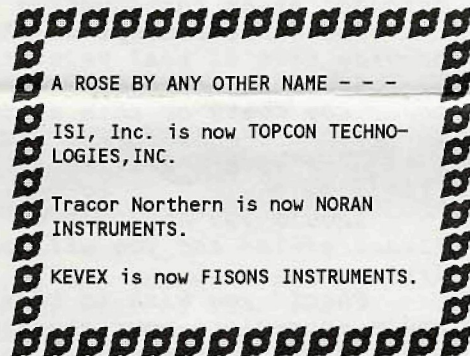 A ROSE BY ANY OTHER NAME – – –
ISI, Inc. is now TOPCON TECHNO-
LOGIES,INC.
Tracor Northern is now NORAN
INSTRUMENTS.
KEVEX is now FISONS INSTRUMENTS.